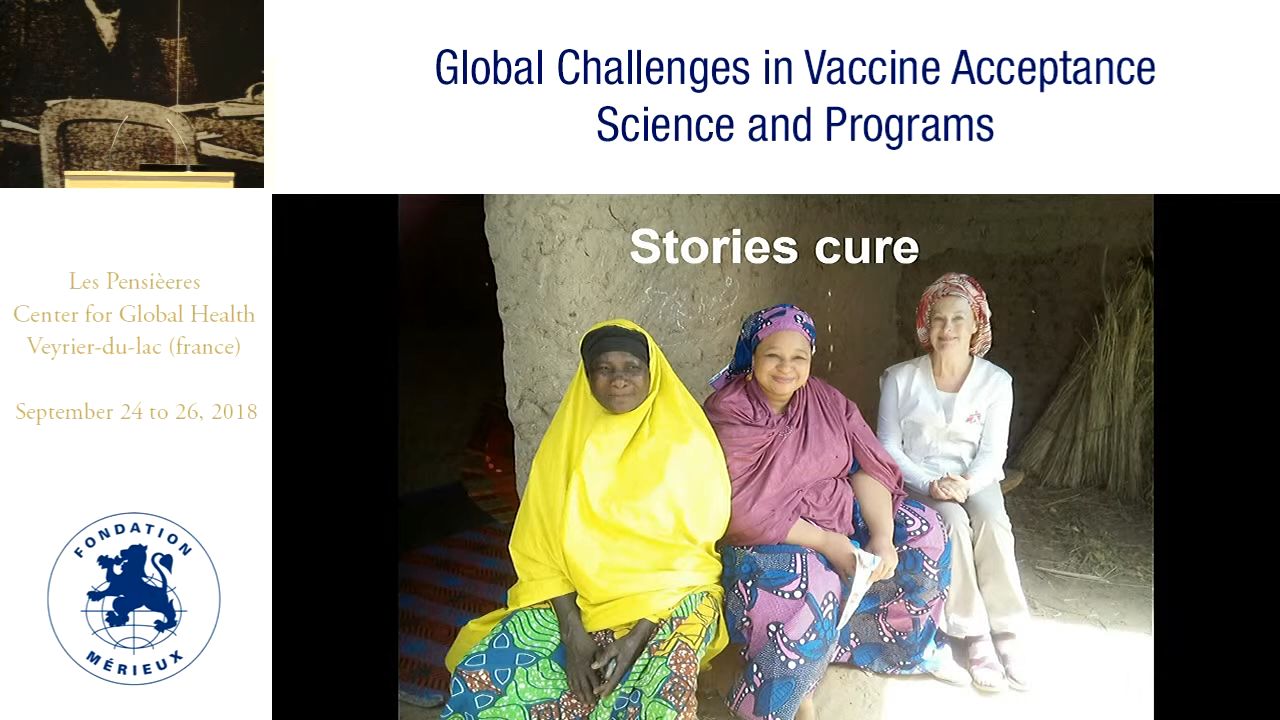 Global Challenges in Vaccine Acceptance
Science and Programs
Stories cure
Les Pensièeres
Center for Global Health
Veyrier-du-lac (france)
September 24 to 26, 2018
FONDATION
MÉRIEUX